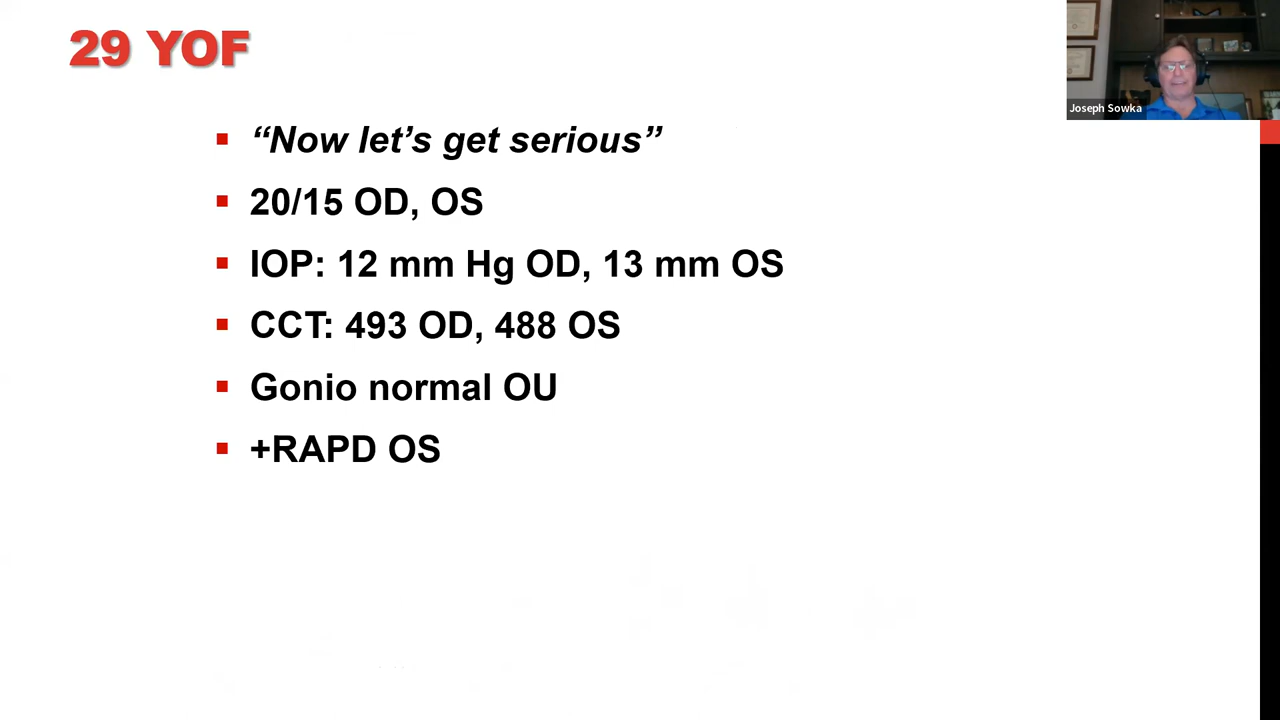 29 YOF
Joseph Sowka
“Now let’s get serious”
20/15 OD, OS
IOP: 12 mm Hg OD, 13 mm OS
CCT: 493 OD, 488 OS
Gonio normal OU
+RAPD OS